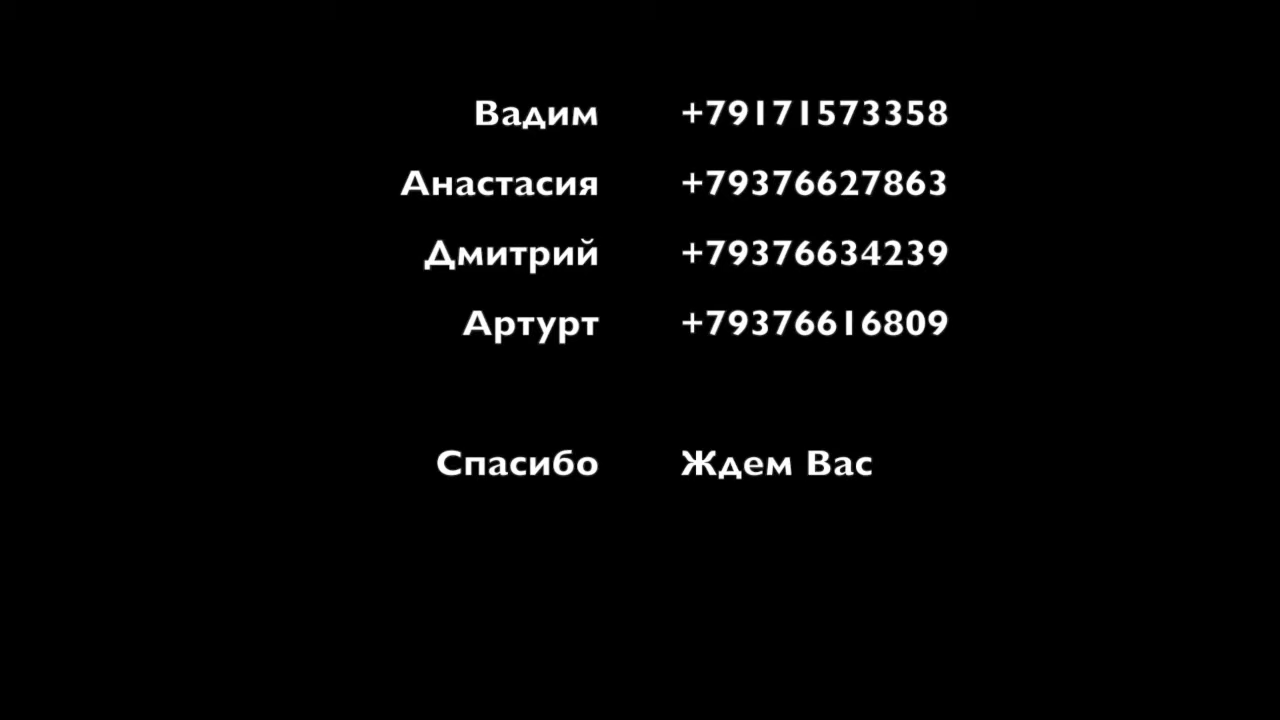 Вадим +79171573358
Анастасия +79376627863
Дмитрий +79376634239
Артурт +79376616809
Спасибо Ждем Вас